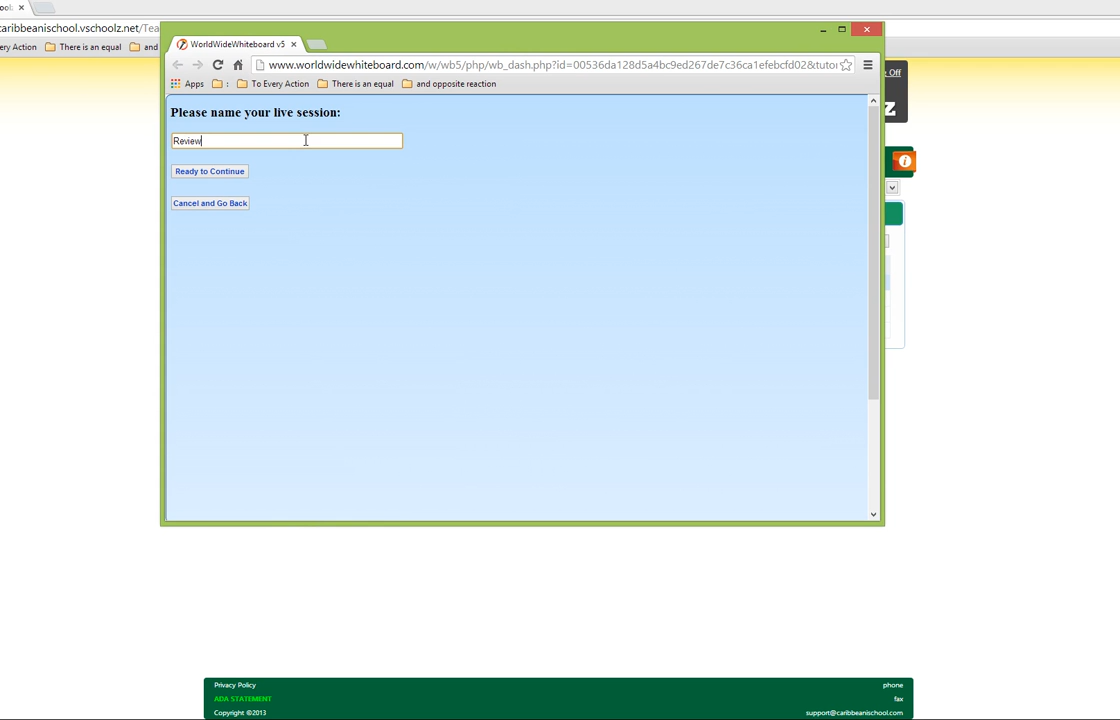 ool:
caribbeanischool.vschoolz.net/Tea
ery Action There is an equal and
WorldWideWhiteboard v5
www.worldwidewhiteboard.com/w/wb5/php/wb_dash.php?id=00536da128d5a4bc9ed267de7c36ca1efebcfd02&tutor
Apps : To Every Action There is an equal and opposite reaction
Off
z
Please name your live session:
Review
Ready to Continue
Cancel and Go Back
Privacy Policy phone
ADA STATEMENT fax
Copyright ©2013 support@caribbeanischool.com